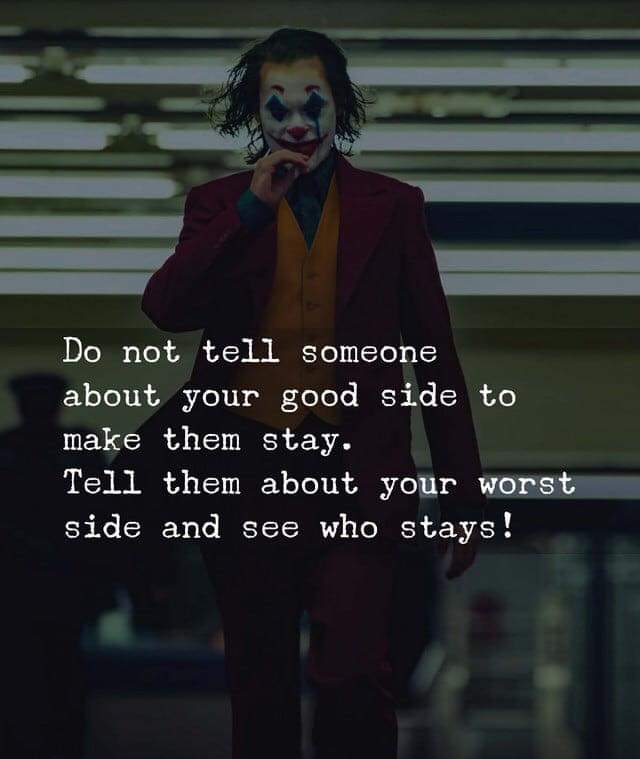 Do not tell someone
about your good side to
make them stay.
Tell them about your worst
side and see who stays!